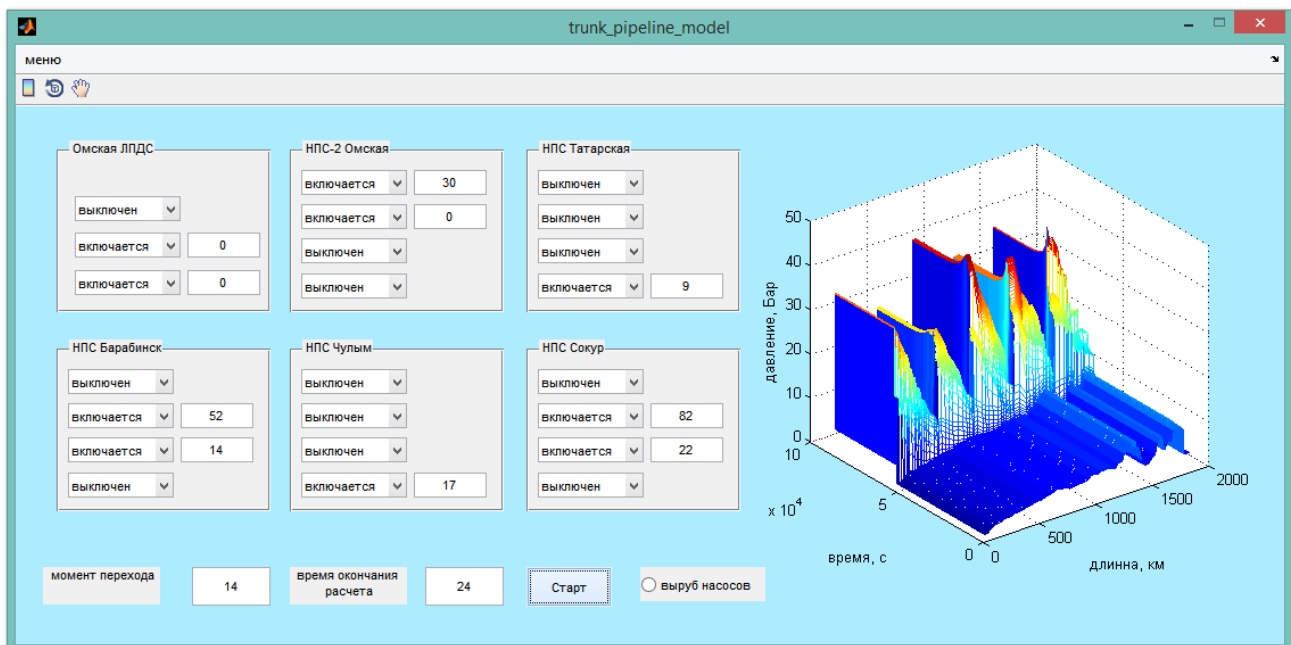 trunk_pipeline_model
меню
Омская ЛПДС
выключен
включается 0
включается 0
НПС-2 Омская
включается 30
включается 0
выключен
выключен
НПС Татарская
выключен
выключен
выключен
включается 9
НПС Барабинск
выключен
включается 52
включается 14
выключен
НПС Чулым
выключен
выключен
выключен
включается 17
НПС Сокур
выключен
включается 82
включается 22
выключен
момент перехода
14
время окончания
расчета
24
Старт
выруб насосов
давление, Бар
50
40
30
20
10
0
10
5
0
x 10⁴
время, с
0
500
1000
1500
2000
длинна, км